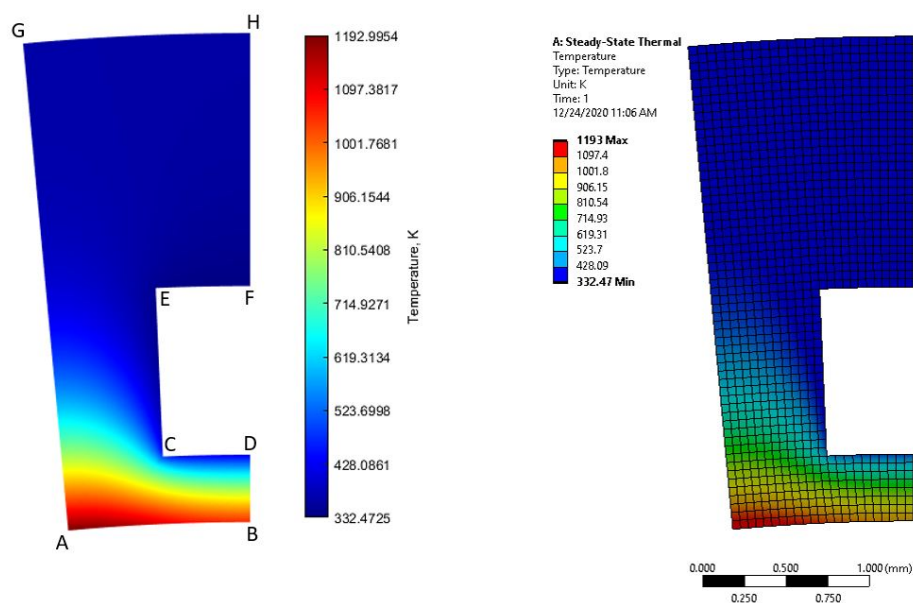 G
H
E
F
C
D
A
B
1192.9954
1097.3817
1001.7681
906.1544
810.5408
714.9271
619.3134
523.6998
428.0861
332.4725
Temperature, K
A: Steady-State Thermal
Temperature
Type: Temperature
Unit: K
Time: 1
12/24/2020 11:06 AM
1193 Max
1097.4
1001.8
906.15
810.54
714.93
619.31
523.7
428.09
332.47 Min
0.000 0.500 1.000 (mm)
0.250 0.750